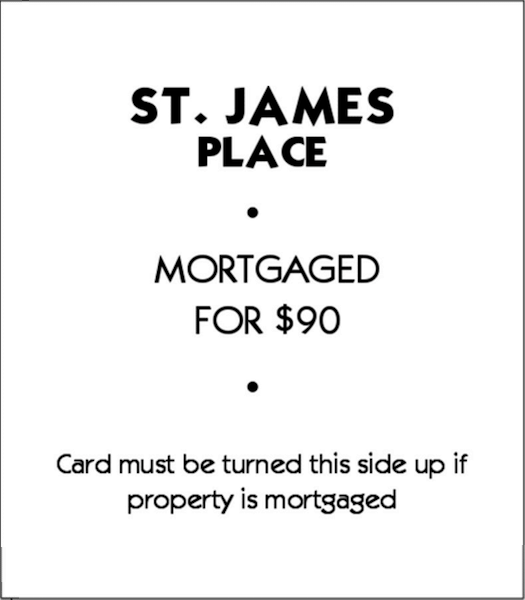 ST. JAMES
PLACE
•
MORTGAGED
FOR $90
•
Card must be turned this side up if
property is mortgaged